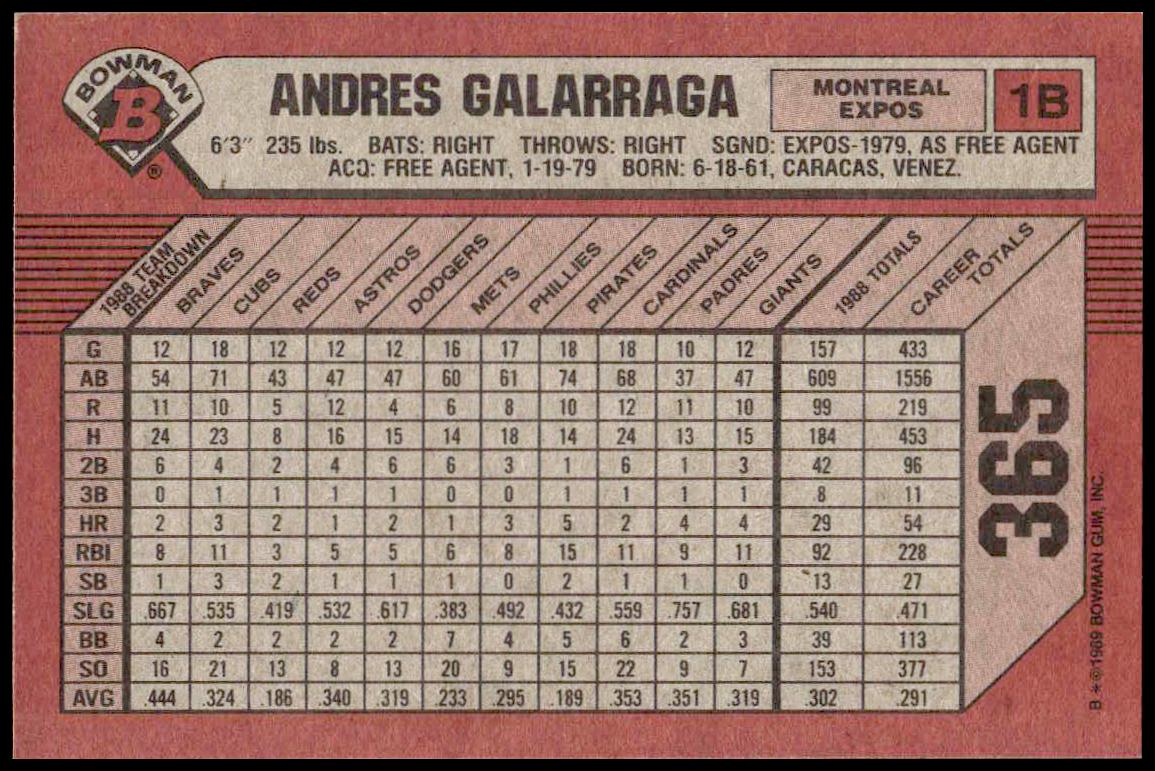 BOWMAN
B
®
ANDRES GALARRAGA
MONTREAL
EXPOS
1B
6'3" 235 lbs. BATS: RIGHT THROWS: RIGHT SGND: EXPOS-1979, AS FREE AGENT
ACQ: FREE AGENT, 1-19-79 BORN: 6-18-61, CARACAS, VENEZ.
1988 TEAM BREAKDOWN BRAVES CUBS REDS ASTROS DODGERS METS PHILLIES PIRATES CARDINALS PADRES GIANTS 1988 TOTALS CAREER TOTALS
G 12 18 12 12 12 16 17 18 18 10 12 157 433
AB 54 71 43 47 47 60 61 74 68 37 47 609 1556
R 11 10 5 12 4 6 8 10 12 11 10 99 219
H 24 23 8 16 15 14 18 14 24 13 15 184 453
2B 6 4 2 4 6 6 3 1 6 1 3 42 96
3B 0 1 1 1 1 0 0 1 1 1 1 8 11
HR 2 3 2 1 2 1 3 5 2 4 4 29 54
RBI 8 11 3 5 5 6 8 15 11 9 11 92 228
SB 1 3 2 1 1 1 0 2 1 1 0 13 27
SLG .667 .535 .419 .532 .617 .383 .492 .432 .559 .757 .681 .540 .471
BB 4 2 2 2 2 7 4 5 6 2 3 39 113
SO 16 21 13 8 13 20 9 15 22 9 7 153 377
AVG .444 .324 .186 .340 .319 .233 .295 .189 .353 .351 .319 .302 .291
365
B*©1989 BOWMAN GUM, INC.